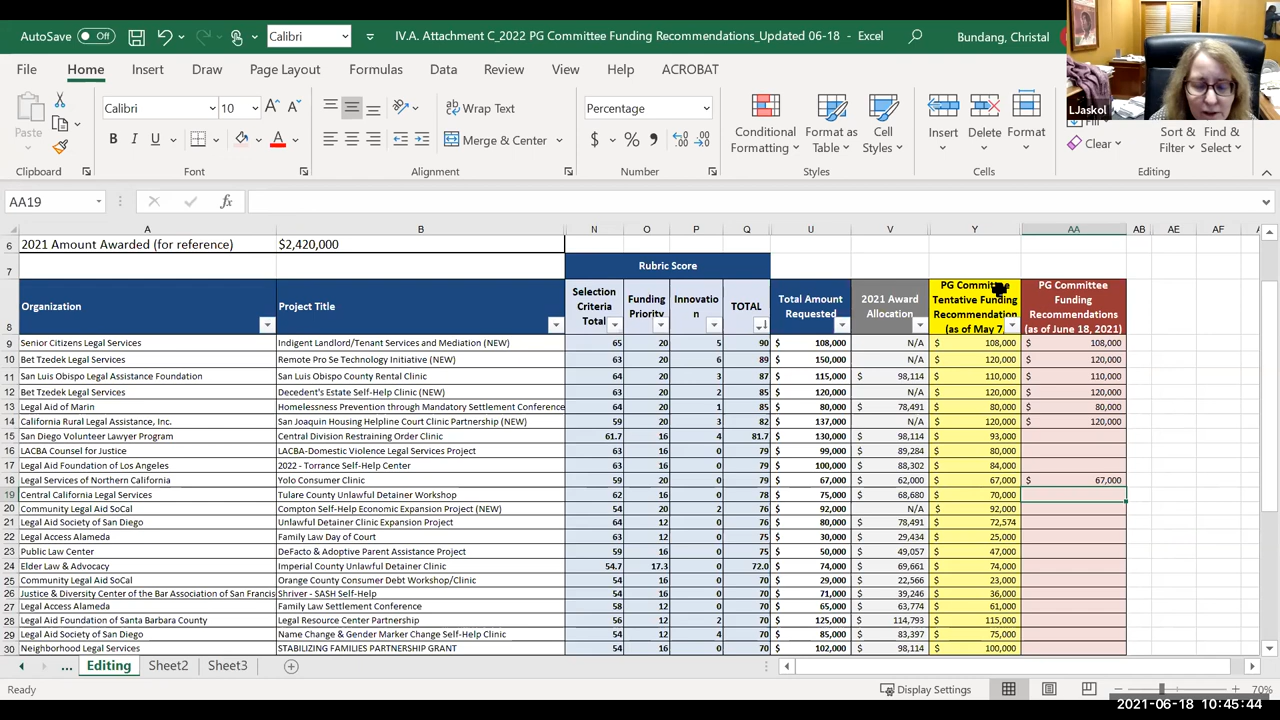 AutoSave Off Calibri IV.A. Attachment C_2022 PG Committee Funding Recommendations_Updated 06-18 - Excel Bundang, Christal
File Home Insert Draw Page Layout Formulas Data Review View Help ACROBAT
LJaskol
Paste Calibri 10 Wrap Text Percentage Conditional Formatting Format as Table Cell Styles Insert Delete Format Fill Sort & Filter Find & Select
B I U A Merge & Center $ % Clear
Clipboard Font Alignment Number Styles Cells Editing
AA19 fx
A B N O P Q U V Y AA AB AE AF
6 2021 Amount Awarded (for reference) $2,420,000
7 Rubric Score
8 Organization Project Title Selection Criteria Total Funding Priority Innovation TOTAL Total Amount Requested 2021 Award Allocation PG Committee Tentative Funding Recommendation (as of May 7, PG Committee Funding Recommendations (as of June 18, 2021)
9 Senior Citizens Legal Services Indigent Landlord/Tenant Services and Mediation (NEW) 65 20 5 90 $ 108,000 N/A $ 108,000 $ 108,000
10 Bet Tzedek Legal Services Remote Pro Se Technology Initiative (NEW) 63 20 6 89 $ 150,000 N/A $ 120,000 $ 120,000
11 San Luis Obispo Legal Assistance Foundation San Luis Obispo County Rental Clinic 64 20 3 87 $ 115,000 $ 98,114 $ 110,000 $ 110,000
12 Bet Tzedek Legal Services Decedent's Estate Self-Help Clinic (NEW) 63 20 2 85 $ 120,000 N/A $ 120,000 $ 120,000
13 Legal Aid of Marin Homelessness Prevention through Mandatory Settlement Conference 64 20 1 85 $ 80,000 $ 78,491 $ 80,000 $ 80,000
14 California Rural Legal Assistance, Inc. San Joaquin Housing Helpline Court Clinic Partnership (NEW) 59 20 3 82 $ 137,000 N/A $ 120,000 $ 120,000
15 San Diego Volunteer Lawyer Program Central Division Restraining Order Clinic 61.7 16 4 81.7 $ 130,000 $ 98,114 $ 93,000
16 LACBA Counsel for Justice LACBA-Domestic Violence Legal Services Project 63 16 0 79 $ 99,000 $ 89,284 $ 80,000
17 Legal Aid Foundation of Los Angeles 2022 - Torrance Self-Help Center 63 16 0 79 $ 100,000 $ 88,302 $ 84,000
18 Legal Services of Northern California Yolo Consumer Clinic 59 20 0 79 $ 67,000 $ 62,000 $ 67,000 $ 67,000
19 Central California Legal Services Tulare County Unlawful Detainer Workshop 62 16 0 78 $ 75,000 $ 68,680 $ 70,000
20 Community Legal Aid SoCal Compton Self-Help Economic Expansion Project (NEW) 54 20 2 76 $ 92,000 N/A $ 92,000
21 Legal Aid Society of San Diego Unlawful Detainer Clinic Expansion Project 64 12 0 76 $ 80,000 $ 78,491 $ 72,574
22 Legal Access Alameda Family Law Day of Court 63 12 0 75 $ 30,000 $ 29,434 $ 25,000
23 Public Law Center DeFacto & Adoptive Parent Assistance Project 59 16 0 75 $ 50,000 $ 49,057 $ 47,000
24 Elder Law & Advocacy Imperial County Unlawful Detainer Clinic 54.7 17.3 0 72.0 $ 74,000 $ 69,661 $ 74,000
25 Community Legal Aid SoCal Orange County Consumer Debt Workshop/Clinic 54 16 0 70 $ 29,000 $ 22,566 $ 23,000
26 Justice & Diversity Center of the Bar Association of San Francis Shriver - SASH Self-Help 54 16 0 70 $ 71,000 $ 39,246 $ 36,000
27 Legal Access Alameda Family Law Settlement Conference 58 12 0 70 $ 65,000 $ 63,774 $ 61,000
28 Legal Aid Foundation of Santa Barbara County Legal Resource Center Partnership 56 12 2 70 $ 125,000 $ 114,793 $ 115,000
29 Legal Aid Society of San Diego Name Change & Gender Marker Change Self-Help Clinic 54 12 4 70 $ 85,000 $ 83,397 $ 75,000
30 Neighborhood Legal Services STABILIZING FAMILIES PARTNERSHIP GRANT 54 16 0 70 $ 102,000 $ 98,114 $ 100,000
... Editing Sheet2 Sheet3
Ready Display Settings 70%
2021-06-18 10:45:44